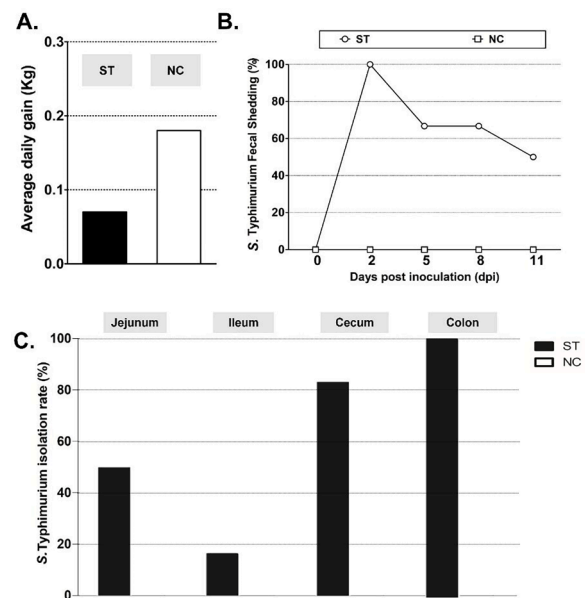 A.
0.3
0.2
0.1
0.0
Average daily gain (Kg)
ST NC
B.
ST NC
100
80
60
40
20
0
S. Typhimurium Fecal Shedding (%)
0 2 5 8 11
Days post inoculation (dpi)
C.
Jejunum Ileum Cecum Colon
100
80
60
40
20
0
S.Typhimurium isolation rate (%)
ST
NC